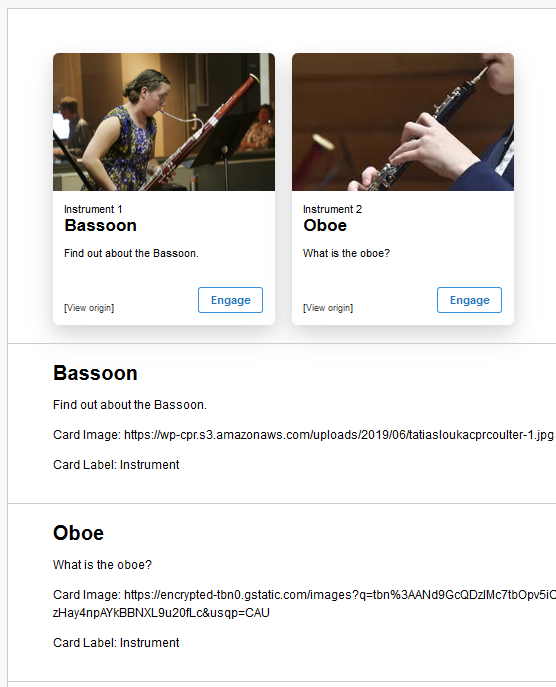 Instrument 1
Bassoon
Find out about the Bassoon.
[View origin]
Engage
Instrument 2
Oboe
What is the oboe?
[View origin]
Engage
Bassoon
Find out about the Bassoon.
Card Image: https://wp-cpr.s3.amazonaws.com/uploads/2019/06/tatiasloukacprcoulter-1.jpg
Card Label: Instrument
Oboe
What is the oboe?
Card Image: https://encrypted-tbn0.gstatic.com/images?q=tbn%3AANd9GcQDzlMc7tbOpv5iC
zHay4npAYkBBNXL9u20fLc&usqp=CAU
Card Label: Instrument